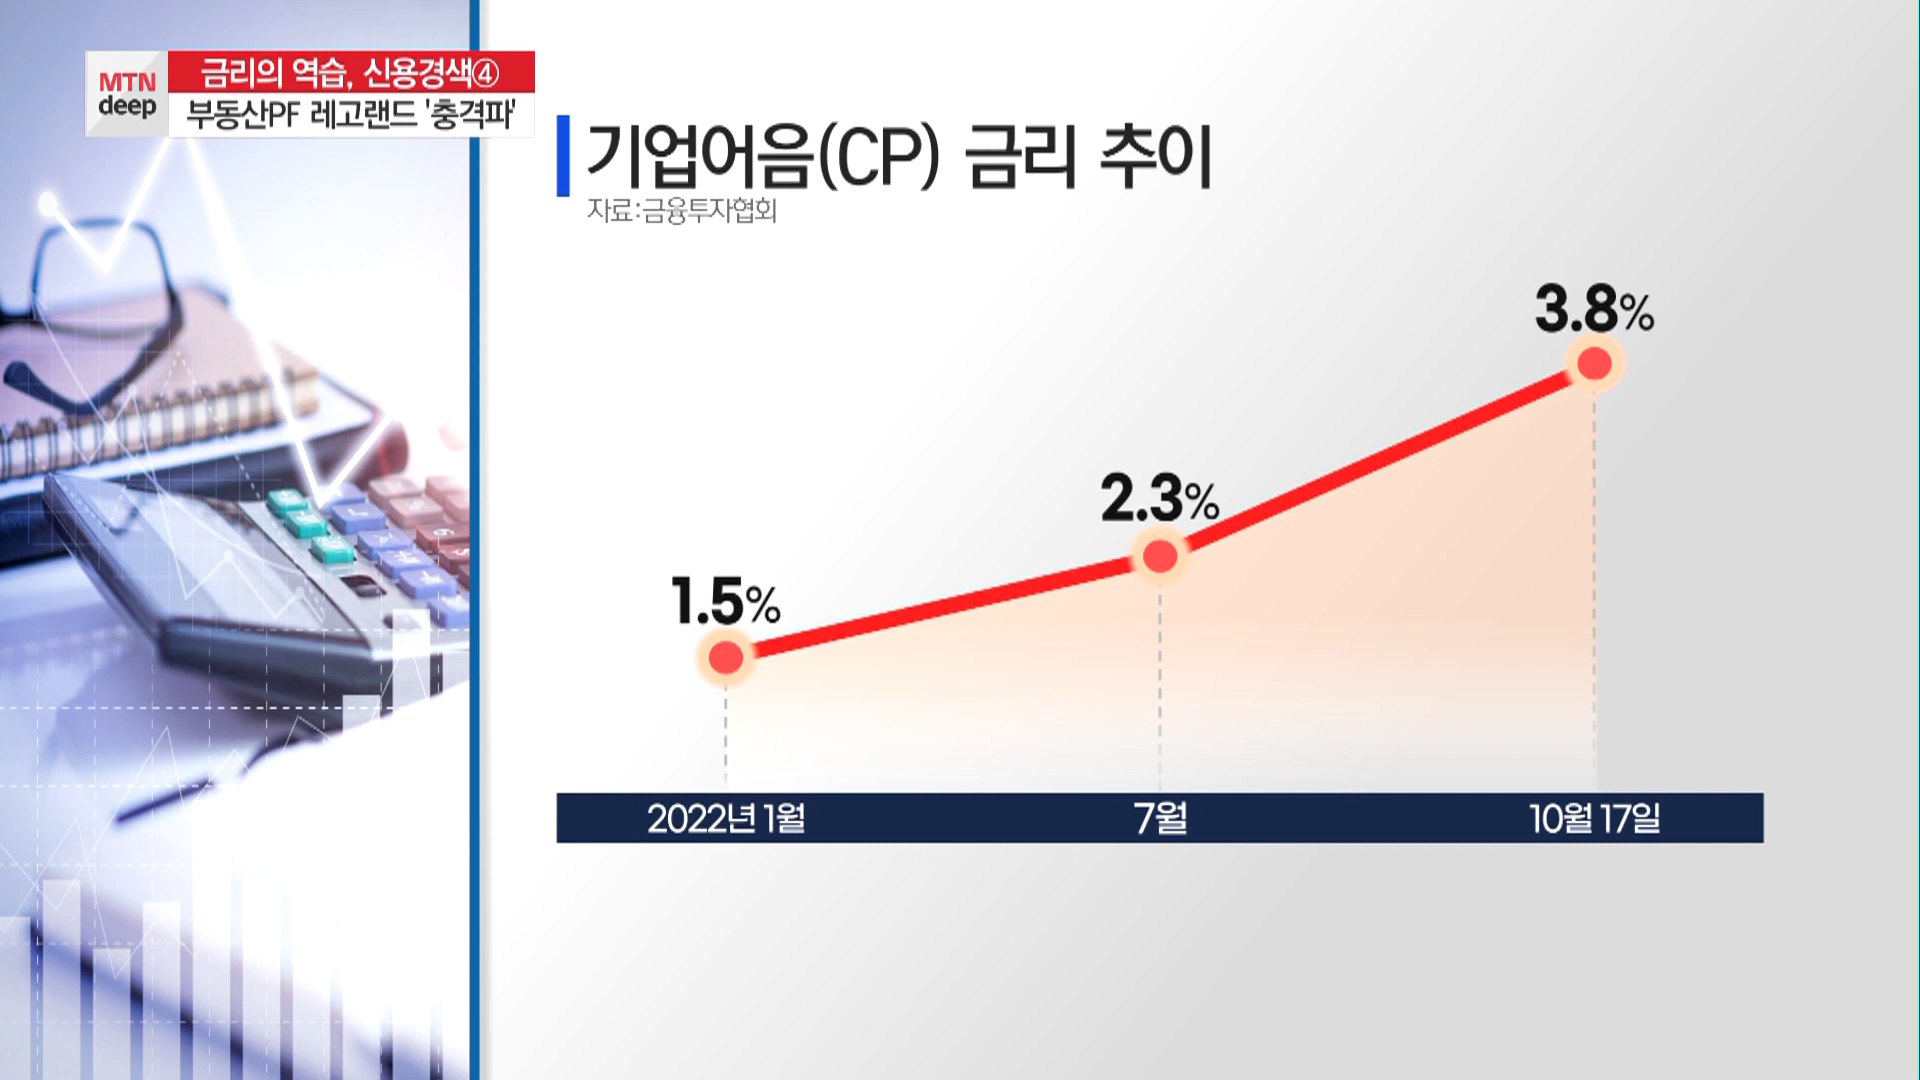 MTN
deep
금리의 역습, 신용경색④
부동산PF 레고랜드 '충격파'
기업어음(CP) 금리 추이
자료:금융투자협회
3.8%
2.3%
1.5%
2022년 1월
7월
10월 17일